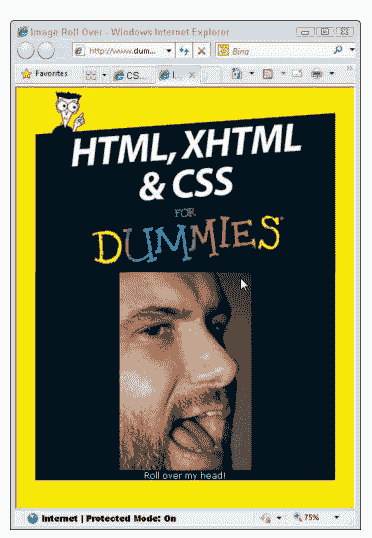 Image Roll Over - Windows Internet Explorer
http://www.dum...
Bing
Favorites
CS...
I...
HTML, XHTML
& CSS
FOR
DUMMIES
Roll over my head!
Internet | Protected Mode: On
75%